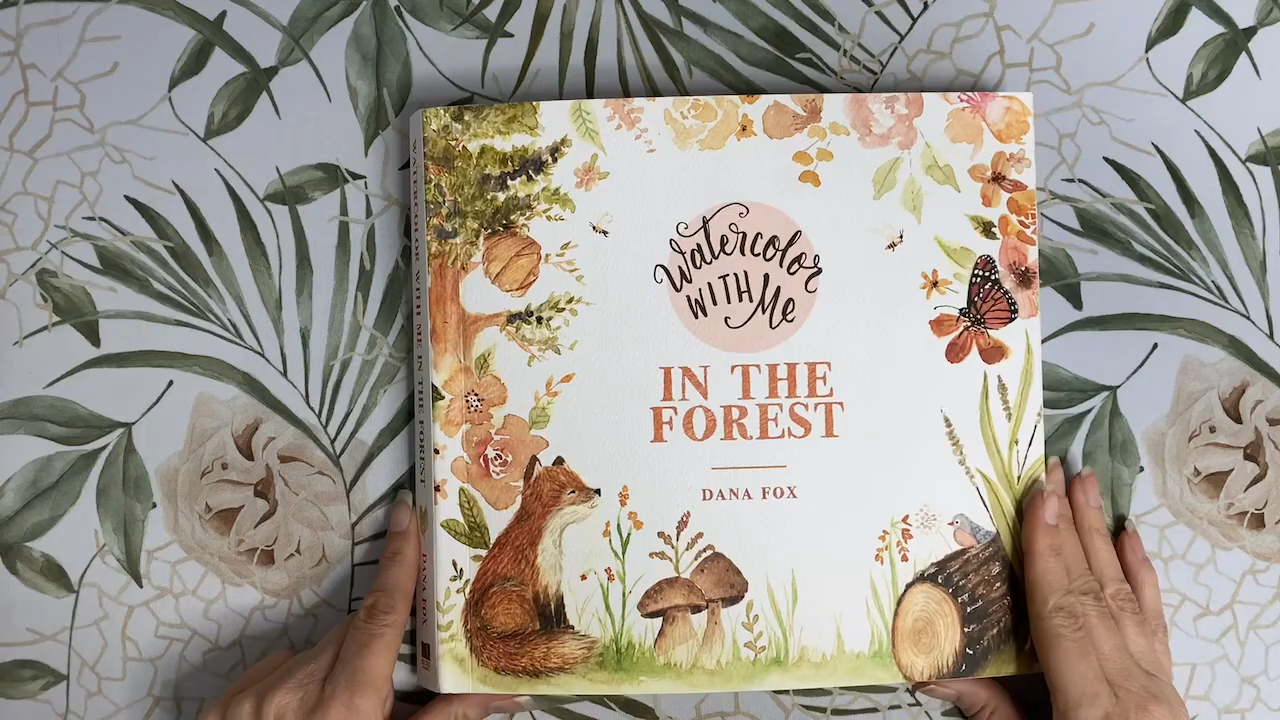 Watercolor
WITH Me
IN THE
FOREST
DANA FOX
WATERCOLOR WITH ME IN THE FOREST
DANA FOX